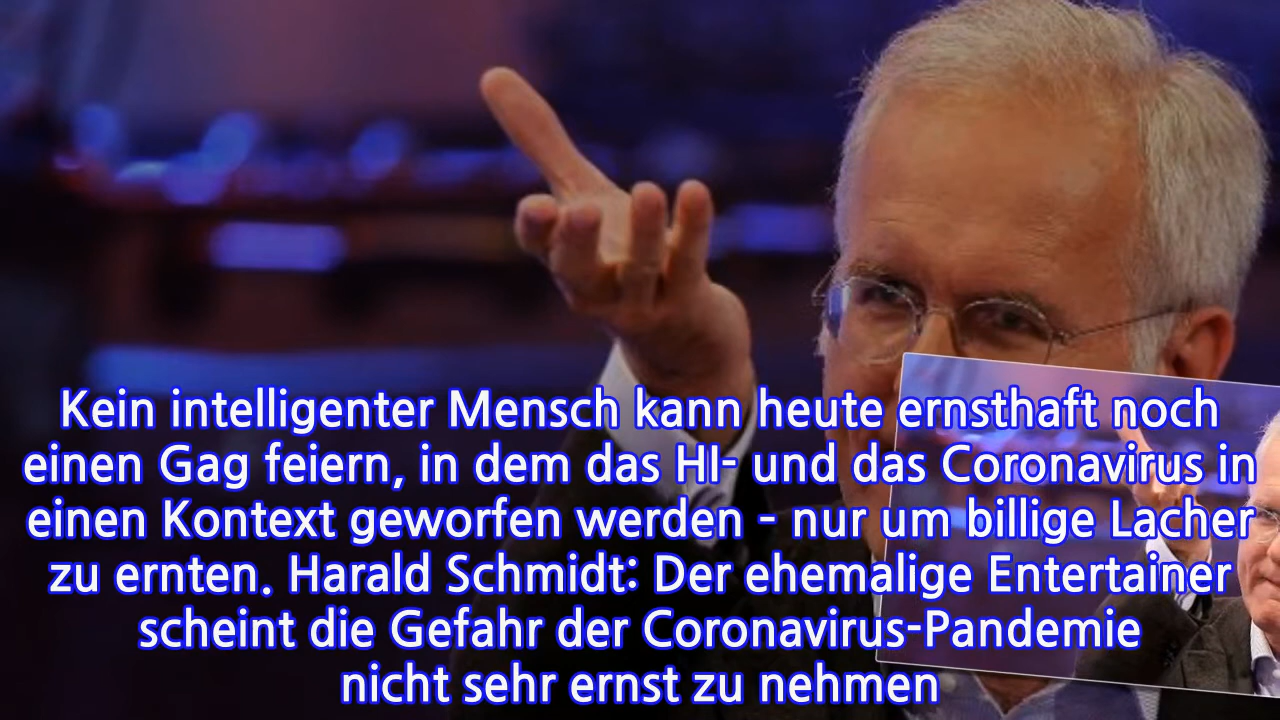 Kein intelligenter Mensch kann heute ernsthaft noch
einen Gag feiern, in dem das HI- und das Coronavirus in
einen Kontext geworfen werden - nur um billige Lacher
zu ernten. Harald Schmidt: Der ehemalige Entertainer
scheint die Gefahr der Coronavirus-Pandemie
nicht sehr ernst zu nehmen